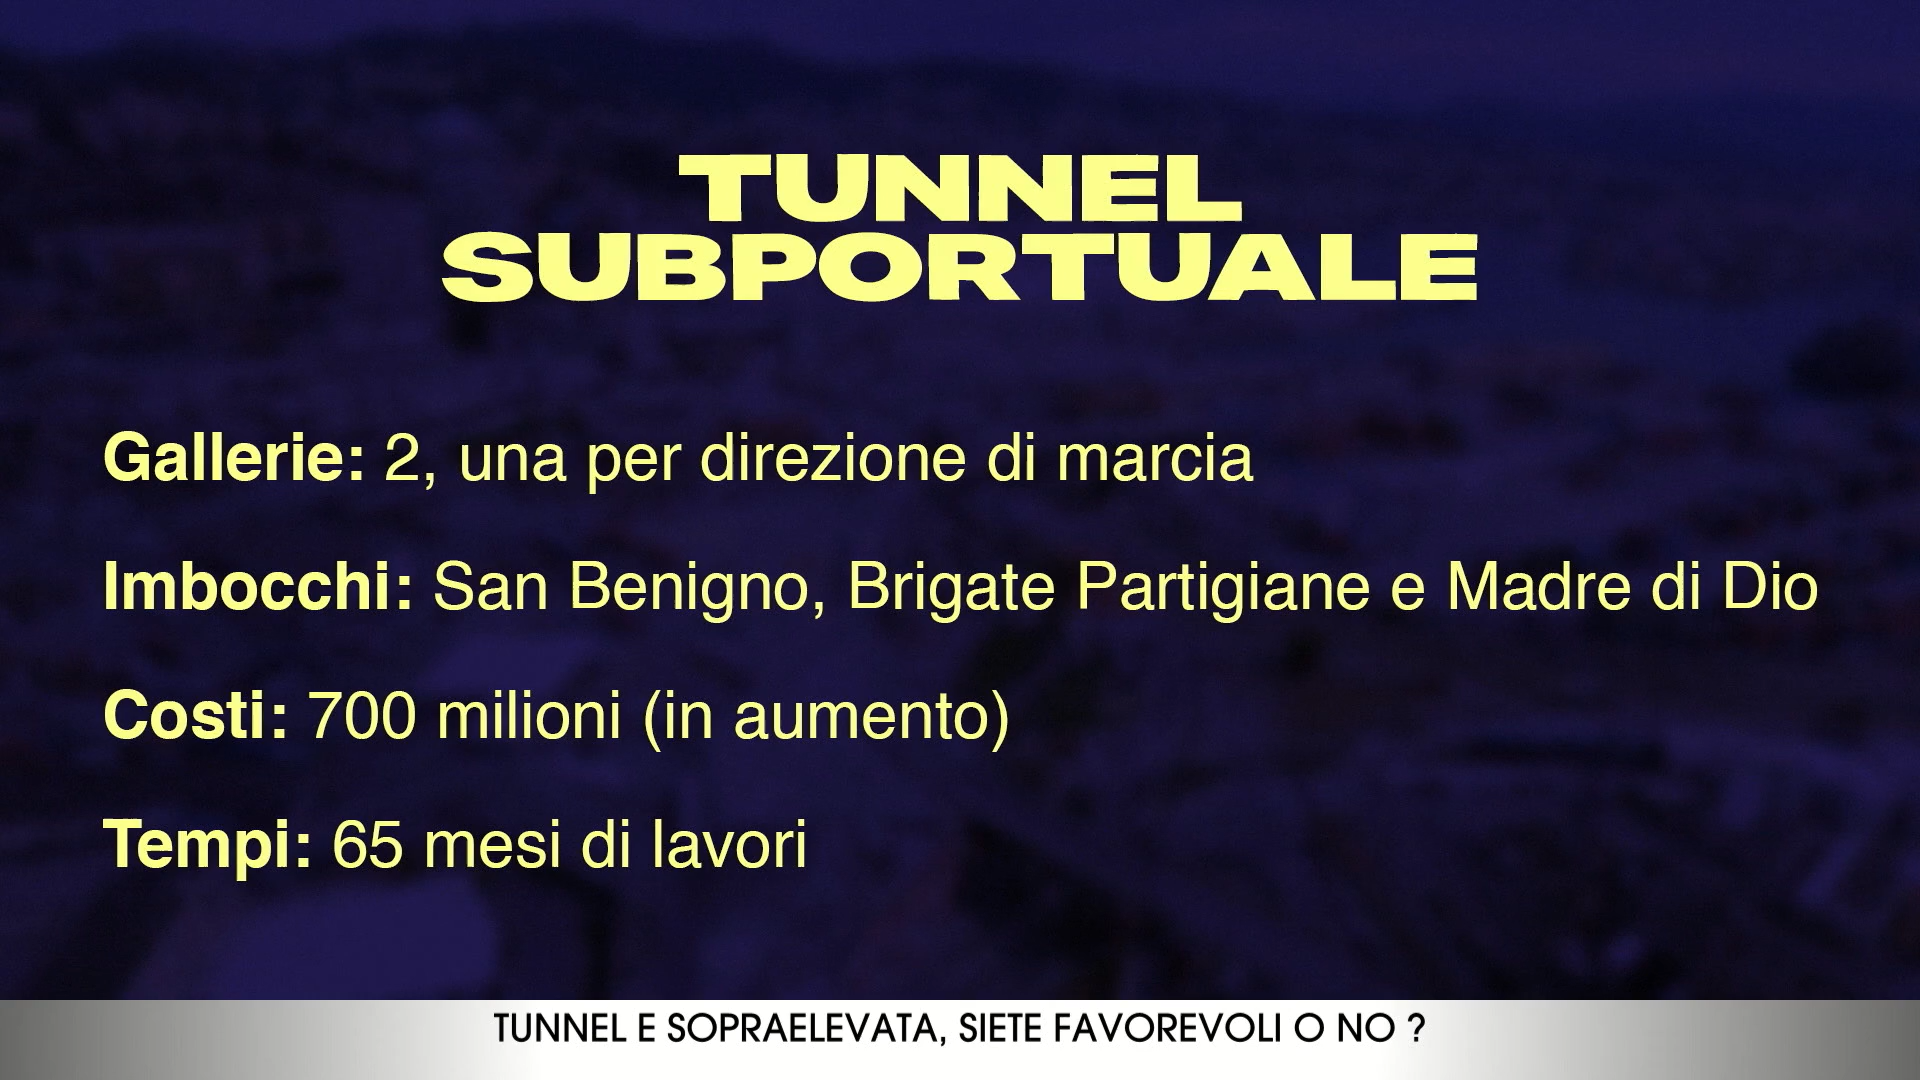 TUNNEL
SUBPORTUALE
Gallerie: 2, una per direzione di marcia
Imbocchi: San Benigno, Brigate Partigiane e Madre di Dio
Costi: 700 milioni (in aumento)
Tempi: 65 mesi di lavori
TUNNEL E SOPRAELEVATA, SIETE FAVOREVOLI O NO ?